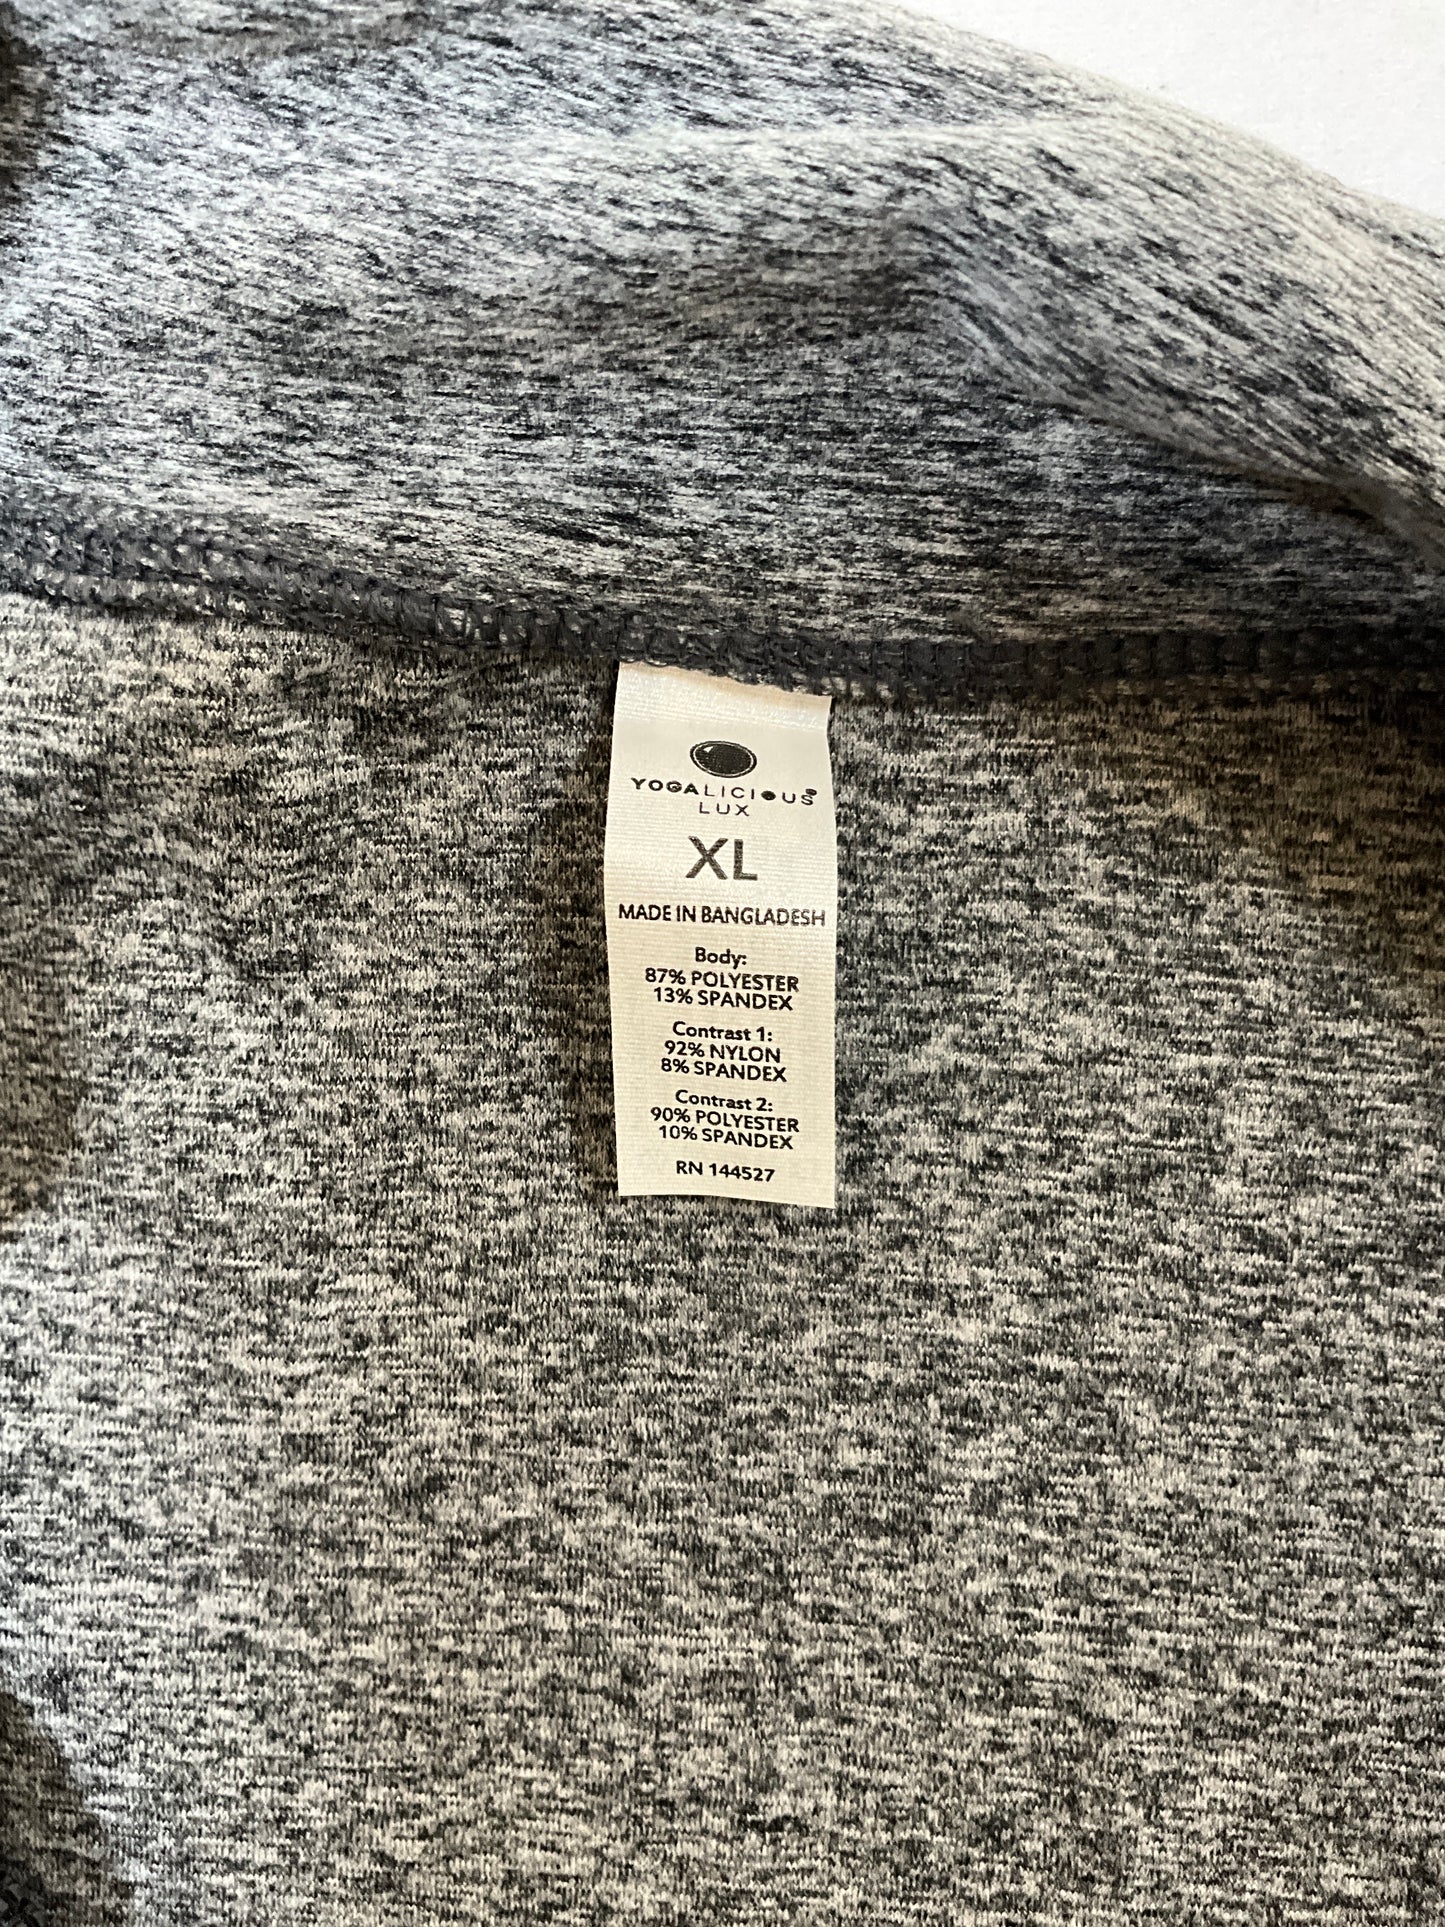 YOGALICIOUS
LUX
XL
MADE IN BANGLADESH
Body:
87% POLYESTER
13% SPANDEX
Contrast 1:
92% NYLON
8% SPANDEX
Contrast 2:
90% POLYESTER
10% SPANDEX
RN 144527